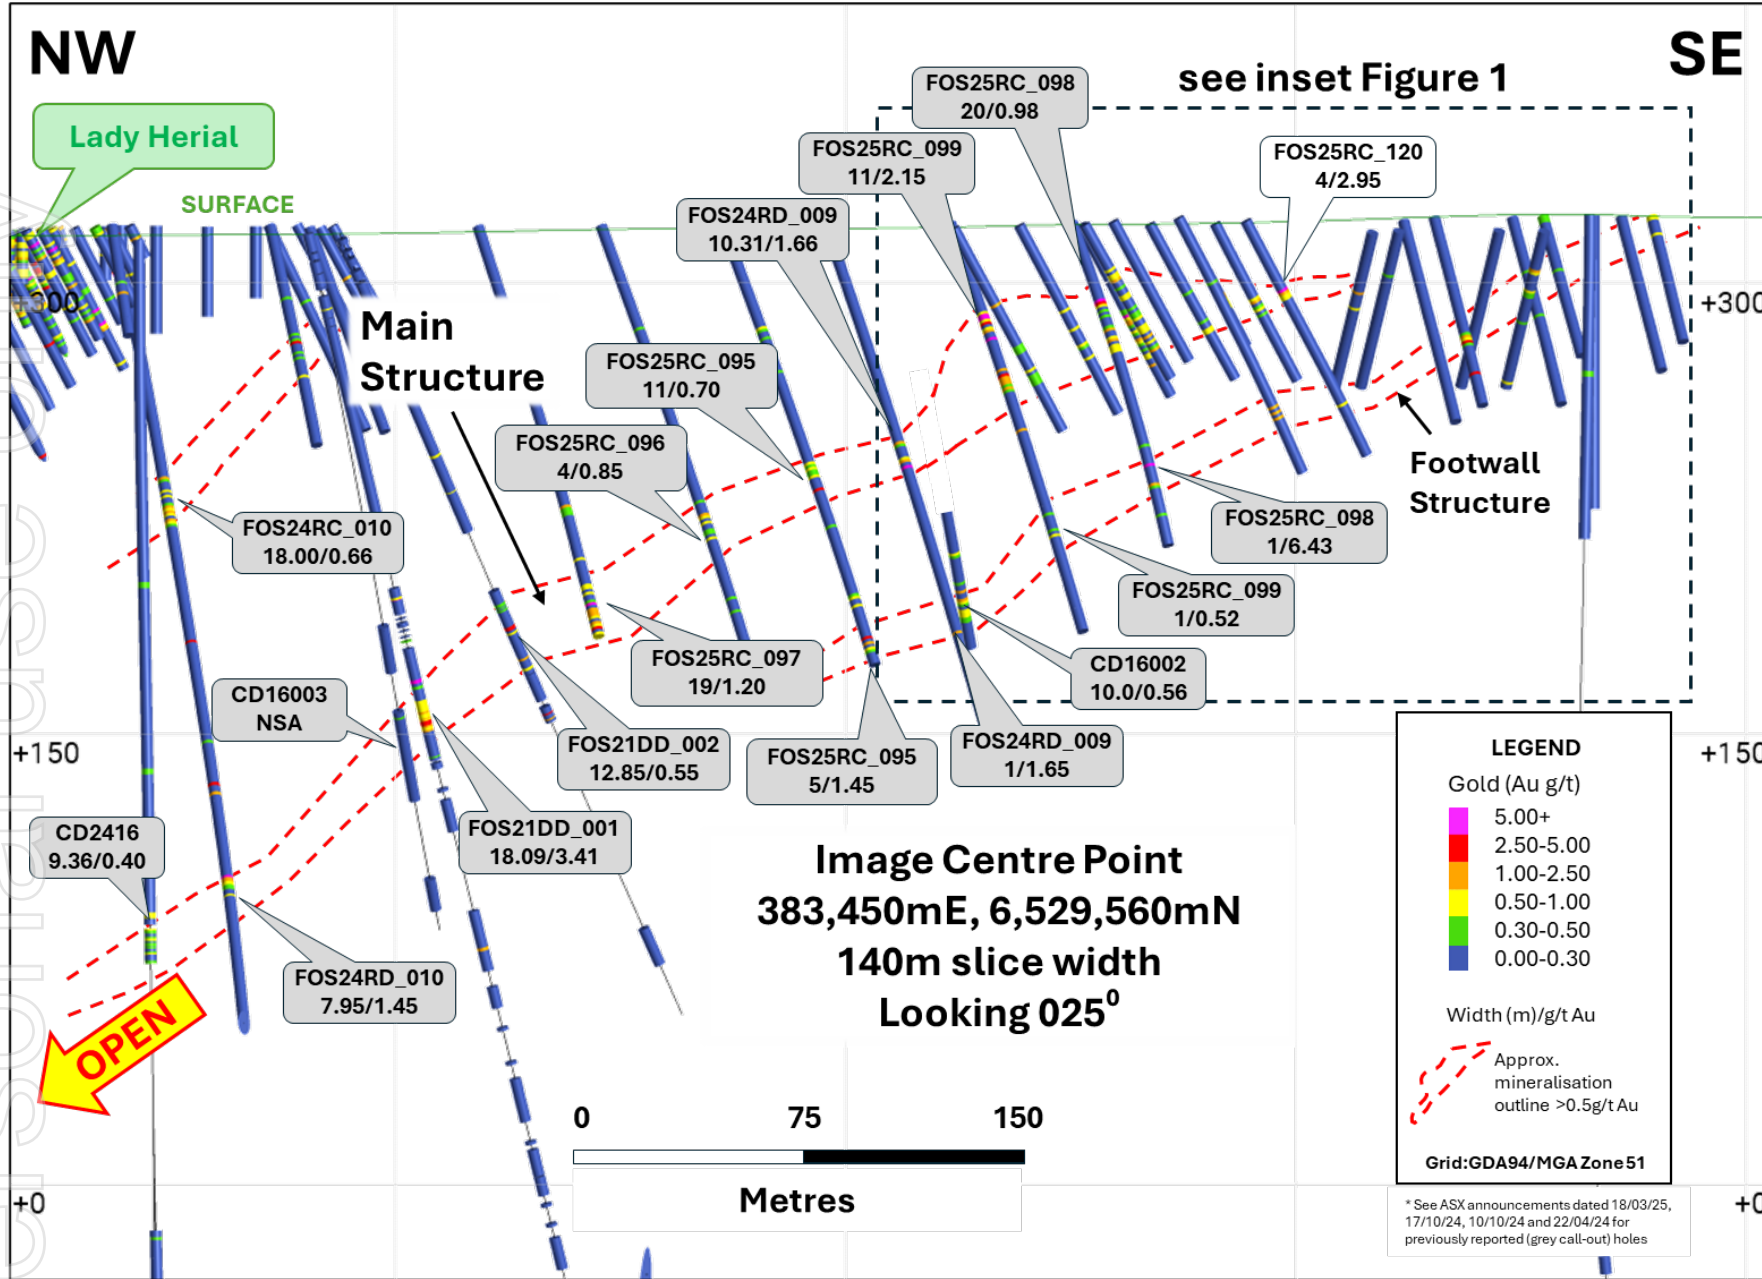 NW
SE
see inset Figure 1
Lady Herial
SURFACE
FOS25RC_098
20/0.98
FOS25RC_099
11/2.15
FOS25RC_120
4/2.95
FOS24RD_009
10.31/1.66
+300
+300
Main
Structure
FOS25RC_095
11/0.70
FOS25RC_096
4/0.85
Footwall
Structure
FOS24RC_010
18.00/0.66
FOS25RC_098
1/6.43
FOS25RC_099
1/0.52
FOS25RC_097
19/1.20
CD16002
10.0/0.56
CD16003
NSA
FOS21DD_002
12.85/0.55
FOS25RC_095
5/1.45
FOS24RD_009
1/1.65
+150
+150
CD2416
9.36/0.40
FOS21DD_001
18.09/3.41
FOS24RD_010
7.95/1.45
OPEN
Image Centre Point
383,450mE, 6,529,560mN
140m slice width
Looking 025⁰
LEGEND
Gold (Au g/t)
5.00+
2.50-5.00
1.00-2.50
0.50-1.00
0.30-0.50
0.00-0.30
Width (m)/g/t Au
Approx.
mineralisation
outline >0.5g/t Au
Grid:GDA94/MGA Zone 51
0 75 150
Metres
+0
+0
* See ASX announcements dated 18/03/25,
17/10/24, 10/10/24 and 22/04/24 for
previously reported (grey call-out) holes